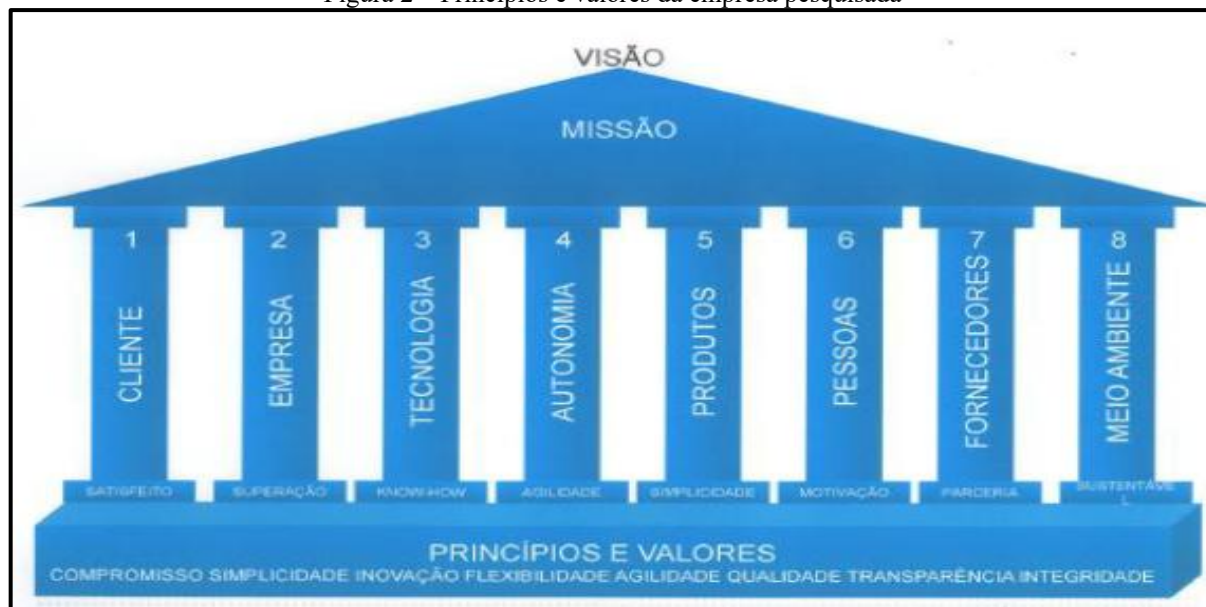 Figura 2 – Princípios e valores da empresa pesquisada
VISÃO
MISSÃO
1 2 3 4 5 6 7 8
CLIENTE
EMPRESA
TECNOLOGIA
AUTONOMIA
PRODUTOS
PESSOAS
FORNECEDORES
MEIO AMBIENTE
SATISFEITO SUPERAÇÃO KNOW-HOW AGILIDADE SIMPLICIDADE MOTIVAÇÃO PARCERIA SUSTENTÁVE
L
PRINCÍPIOS E VALORES
COMPROMISSO SIMPLICIDADE INOVAÇÃO FLEXIBILIDADE AGILIDADE QUALIDADE TRANSPARÊNCIA INTEGRIDADE